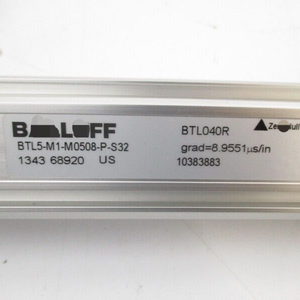 BALLUFF
BTL040R
BTL5-M1-M0508-P-S32
grad=8.9551µs/in
1343 68920 US
10383883